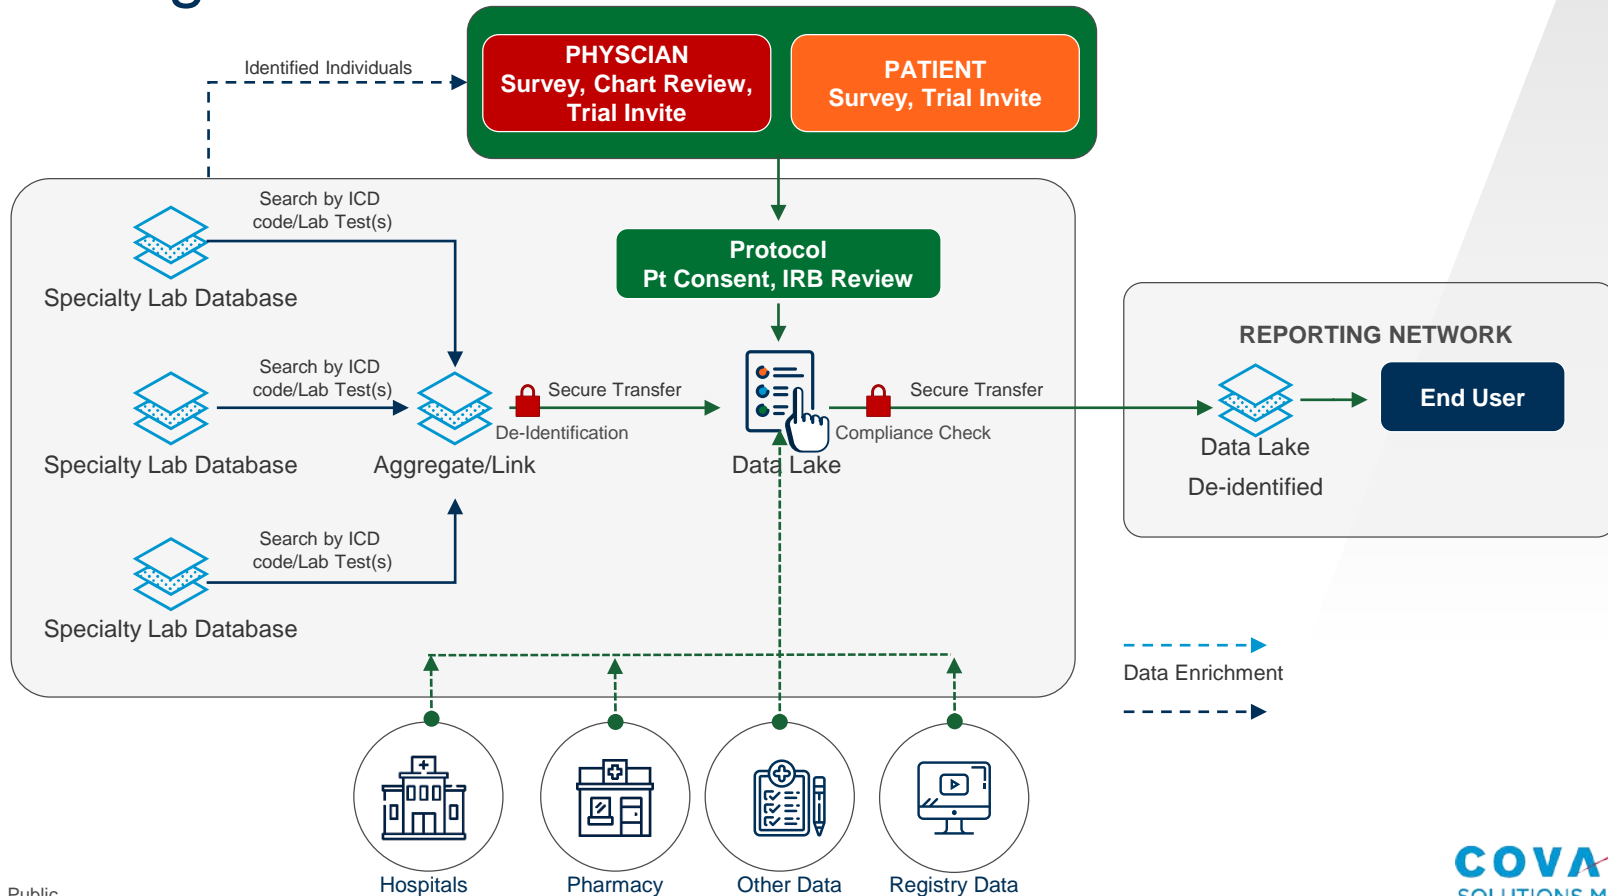 Identified Individuals
PHYSCIAN
Survey, Chart Review,
Trial Invite
PATIENT
Survey, Trial Invite
Search by ICD
code/Lab Test(s)
Specialty Lab Database
Protocol
Pt Consent, IRB Review
Search by ICD
code/Lab Test(s)
Specialty Lab Database
Aggregate/Link
Secure Transfer
De-Identification
Data Lake
Secure Transfer
Compliance Check
REPORTING NETWORK
Data Lake
De-identified
End User
Search by ICD
code/Lab Test(s)
Specialty Lab Database
Data Enrichment
Hospitals
Pharmacy
Other Data
Registry Data
Public
COVA